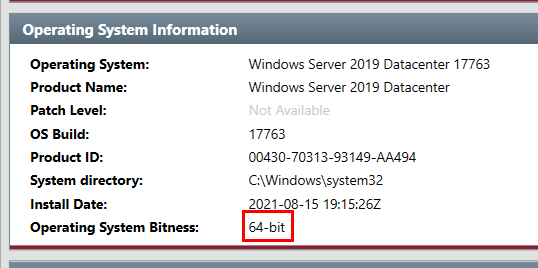 Operating System Information
Operating System: Windows Server 2019 Datacenter 17763
Product Name: Windows Server 2019 Datacenter
Patch Level: Not Available
OS Build: 17763
Product ID: 00430-70313-93149-AA494
System directory: C:\Windows\system32
Install Date: 2021-08-15 19:15:26Z
Operating System Bitness: 64-bit